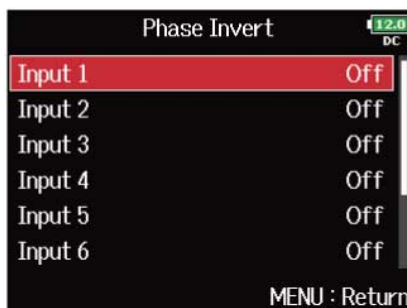 Phase Invert
12.0
DC
Input 1 Off
Input 2 Off
Input 3 Off
Input 4 Off
Input 5 Off
Input 6 Off
MENU : Return